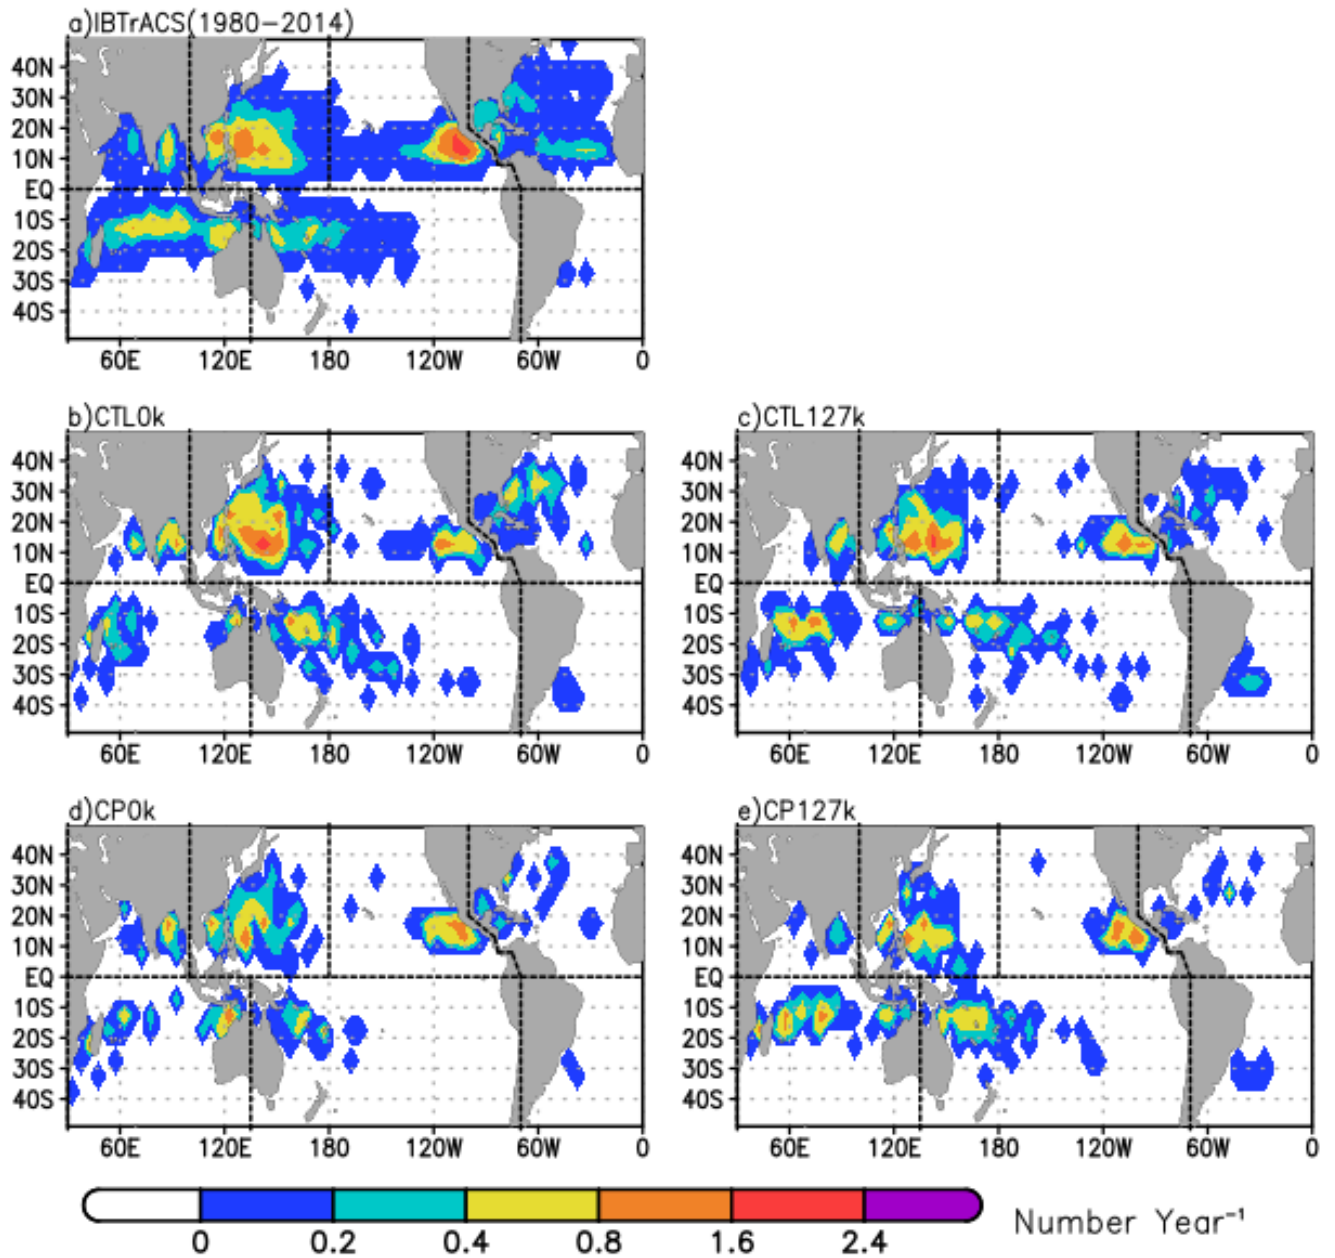 a)IBTrACS(1980−2014)
40N
30N
20N
10N
EQ
10S
20S
30S
40S
60E 120E 180 120W 60W 0
b)CTL0k
40N
30N
20N
10N
EQ
10S
20S
30S
40S
60E 120E 180 120W 60W 0
c)CTL127k
40N
30N
20N
10N
EQ
10S
20S
30S
40S
60E 120E 180 120W 60W 0
d)CP0k
40N
30N
20N
10N
EQ
10S
20S
30S
40S
60E 120E 180 120W 60W 0
e)CP127k
40N
30N
20N
10N
EQ
10S
20S
30S
40S
60E 120E 180 120W 60W 0
0 0.2 0.4 0.8 1.6 2.4
Number Year⁻¹